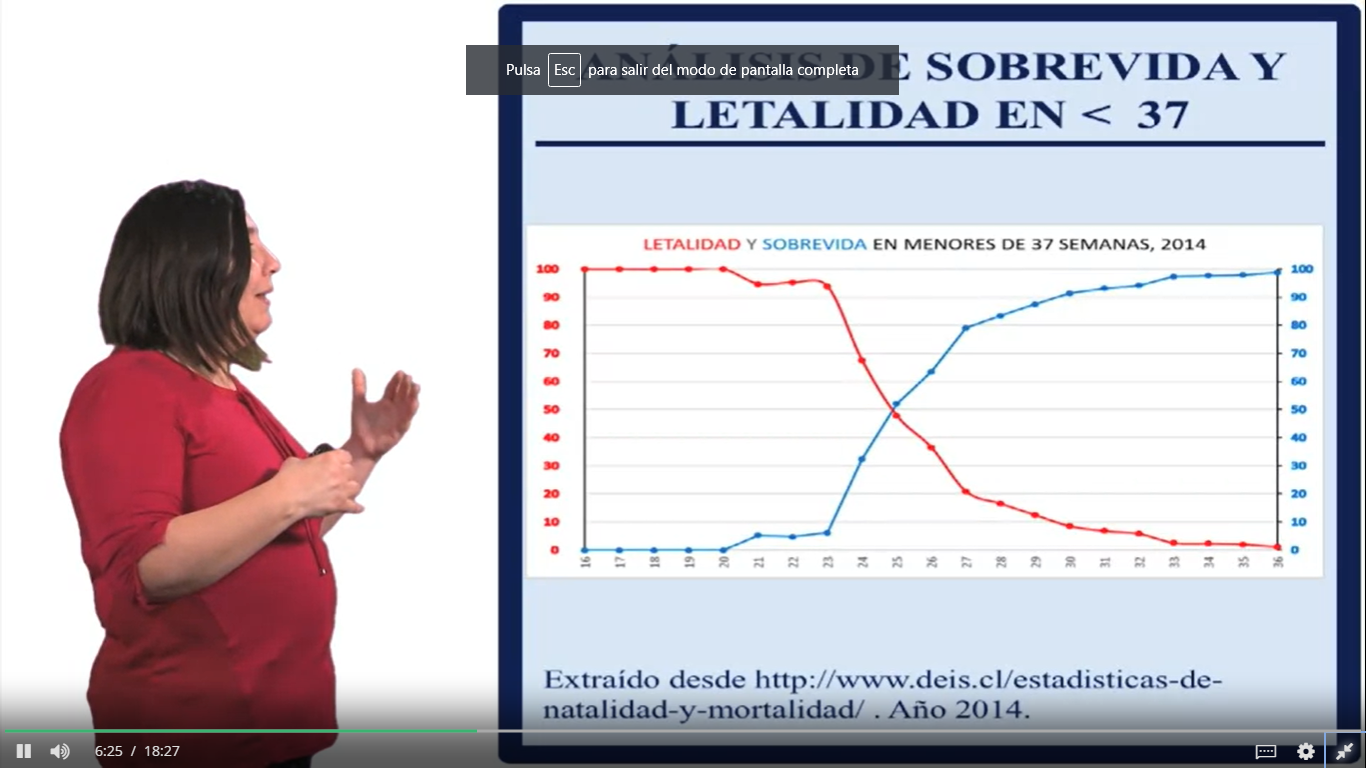 ANÁLISIS DE SOBREVIDA Y
LETALIDAD EN < 37
Pulsa Esc para salir del modo de pantalla completa
LETALIDAD Y SOBREVIDA EN MENORES DE 37 SEMANAS, 2014
100 100
90 90
80 80
70 70
60 60
50 50
40 40
30 30
20 20
10 10
0 0
16 17 18 19 20 21 22 23 24 25 26 27 28 29 30 31 32 33 34 35 36
Extraído desde http://www.deis.cl/estadisticas-de-
natalidad-y-mortalidad/ . Año 2014.
6:25 / 18:27